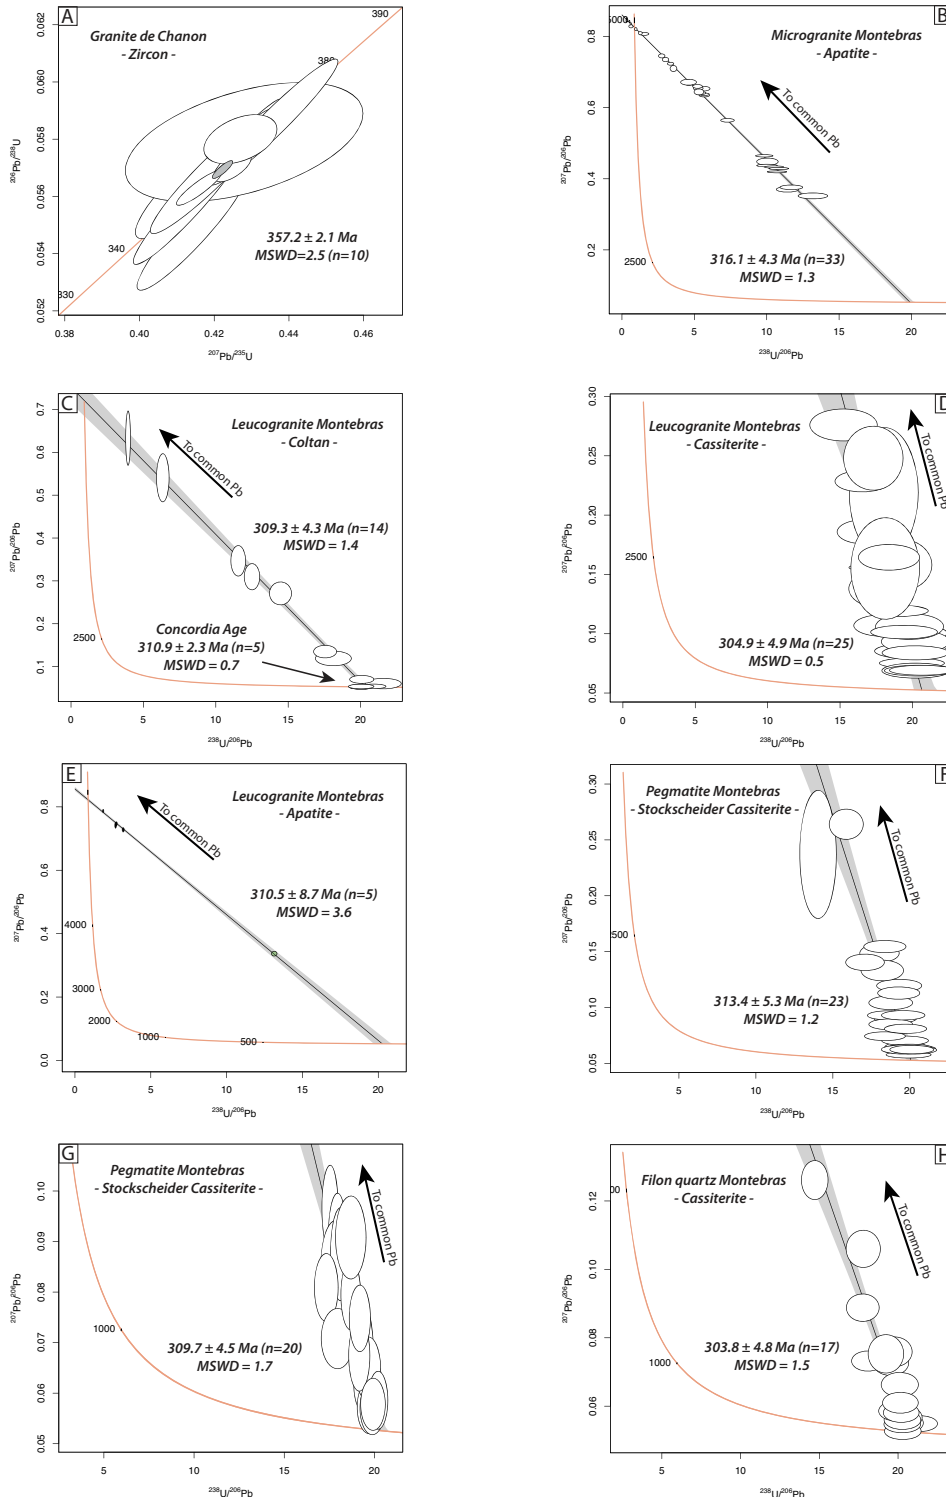 A
Granite de Chanon
- Zircon -
390
380
340
330
357.2 ± 2.1 Ma
MSWD=2.5 (n=10)
0.062
0.060
0.058
0.056
0.054
0.052
²⁰⁶Pb/²³⁸U
0.38
0.40
0.42
0.44
0.46
²⁰⁷Pb/²³⁵U
B
Microgranite Montebras
- Apatite -
To common Pb
2500
316.1 ± 4.3 Ma (n=33)
MSWD = 1.3
0.8
0.6
0.4
0.2
²⁰⁷Pb/²⁰⁶Pb
0
5
10
15
20
²³⁸U/²⁰⁶Pb
C
Leucogranite Montebras
- Coltan -
To common Pb
309.3 ± 4.3 Ma (n=14)
MSWD = 1.4
Concordia Age
310.9 ± 2.3 Ma (n=5)
MSWD = 0.7
2500
0.7
0.6
0.5
0.4
0.3
0.2
0.1
²⁰⁷Pb/²⁰⁶Pb
0
5
10
15
20
²³⁸U/²⁰⁶Pb
D
Leucogranite Montebras
- Cassiterite -
To common Pb
2500
304.9 ± 4.9 Ma (n=25)
MSWD = 0.5
0.30
0.25
0.20
0.15
0.10
0.05
²⁰⁷Pb/²⁰⁶Pb
5
10
15
20
²³⁸U/²⁰⁶Pb
E
Leucogranite Montebras
- Apatite -
To common Pb
310.5 ± 8.7 Ma (n=5)
MSWD = 3.6
4000
3000
2000
1000
500
0.8
0.6
0.4
0.2
0.0
²⁰⁷Pb/²⁰⁶Pb
0
5
10
15
20
²³⁸U/²⁰⁶Pb
F
Pegmatite Montebras
- Stockscheider Cassiterite -
To common Pb
500
313.4 ± 5.3 Ma (n=23)
MSWD = 1.2
0.30
0.25
0.20
0.15
0.10
0.05
²⁰⁷Pb/²⁰⁶Pb
5
10
15
20
²³⁸U/²⁰⁶Pb
G
Pegmatite Montebras
- Stockscheider Cassiterite -
To common Pb
1000
309.7 ± 4.5 Ma (n=20)
MSWD = 1.7
0.10
0.09
0.08
0.07
0.06
0.05
²⁰⁷Pb/²⁰⁶Pb
5
10
15
20
²³⁸U/²⁰⁶Pb
H
Filon quartz Montebras
- Cassiterite -
To common Pb
1000
303.8 ± 4.8 Ma (n=17)
MSWD = 1.5
0.12
0.10
0.08
0.06
²⁰⁷Pb/²⁰⁶Pb
5
10
15
20
²³⁸U/²⁰⁶Pb